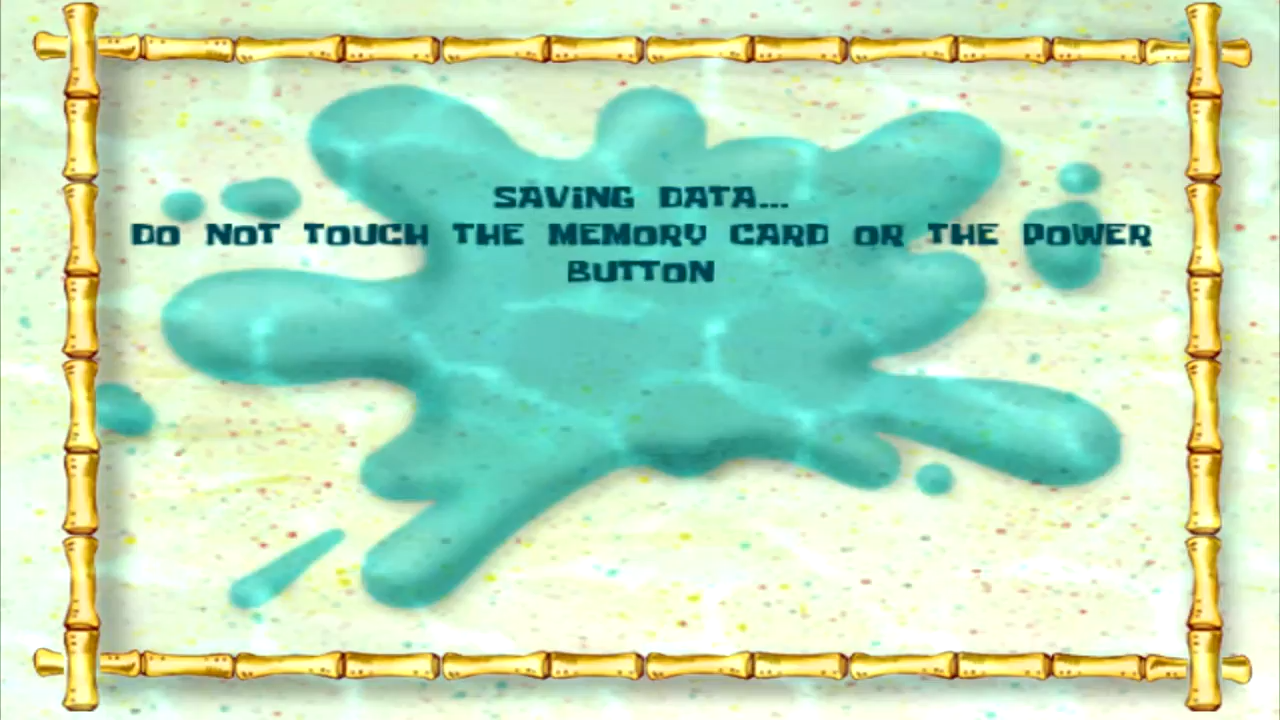 SAVING DATA...
DO NOT TOUCH THE MEMORY CARD OR THE POWER
BUTTON